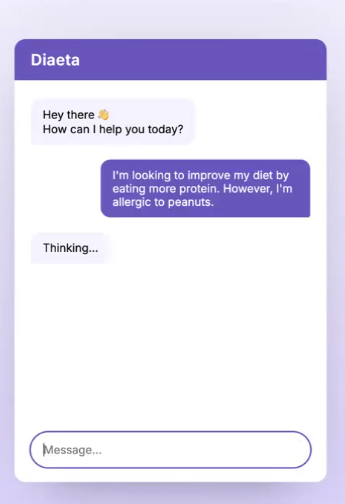 Diaeta
Hey there 👋
How can I help you today?
I'm looking to improve my diet by
eating more protein. However, I'm
allergic to peanuts.
Thinking...
Message...